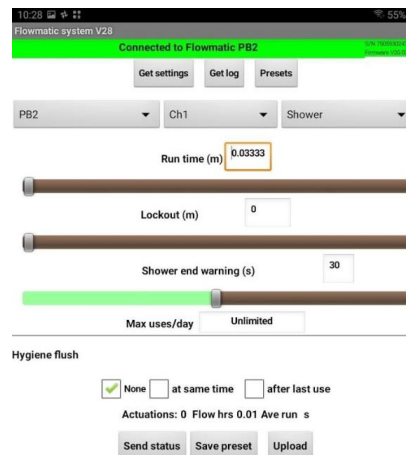 10:28 55%
Flowmatic system V28
Connected to Flowmatic PB2
Get settings Get log Presets
PB2 Ch1 Shower
Run time (m) 0.03333
Lockout (m) 0
Shower end warning (s) 30
Max uses/day Unlimited
Hygiene flush
None at same time after last use
Actuations: 0 Flow hrs 0.01 Ave run s
Send status Save preset Upload